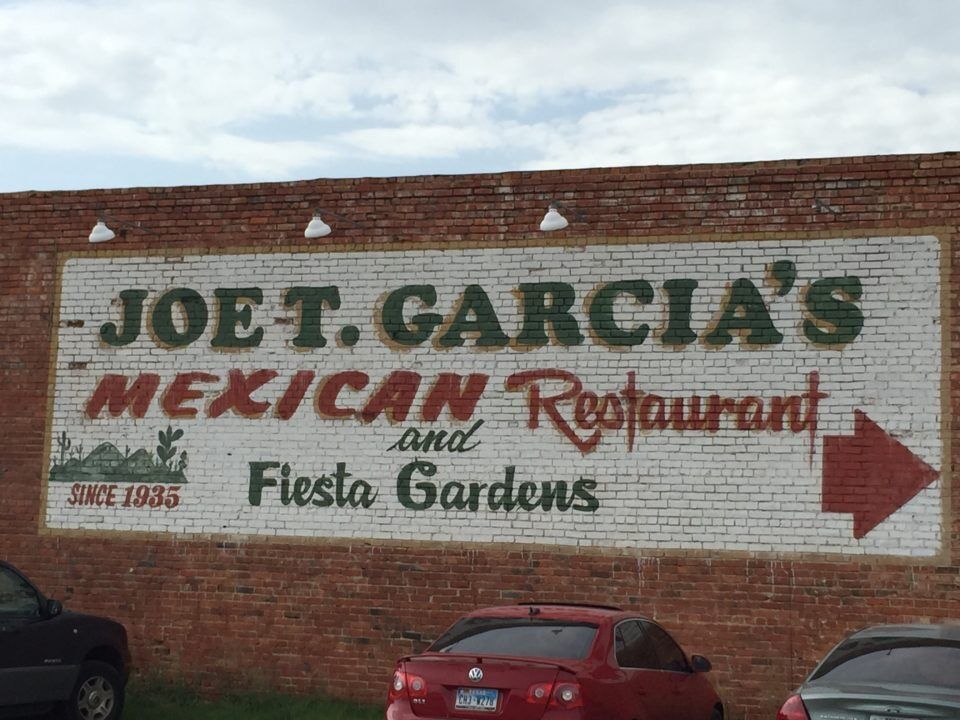 JOE T. GARCIA'S
MEXICAN Restaurant
and
Fiesta Gardens
SINCE 1935